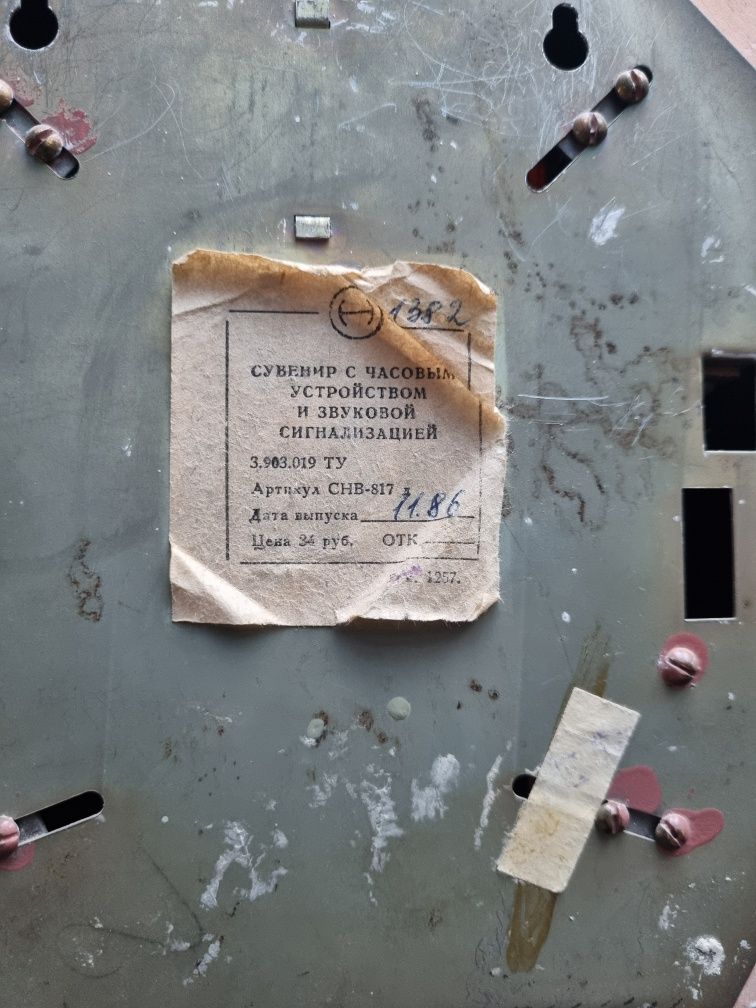 1382
СУВЕНИР С ЧАСОВЫМ
УСТРОЙСТВОМ
И ЗВУКОВОЙ
СИГНАЛИЗАЦИЕЙ
3.903.019 ТУ
Артикул СНВ-817
Дата выпуска 11.86
Цена 34 руб. ОТК
1257.